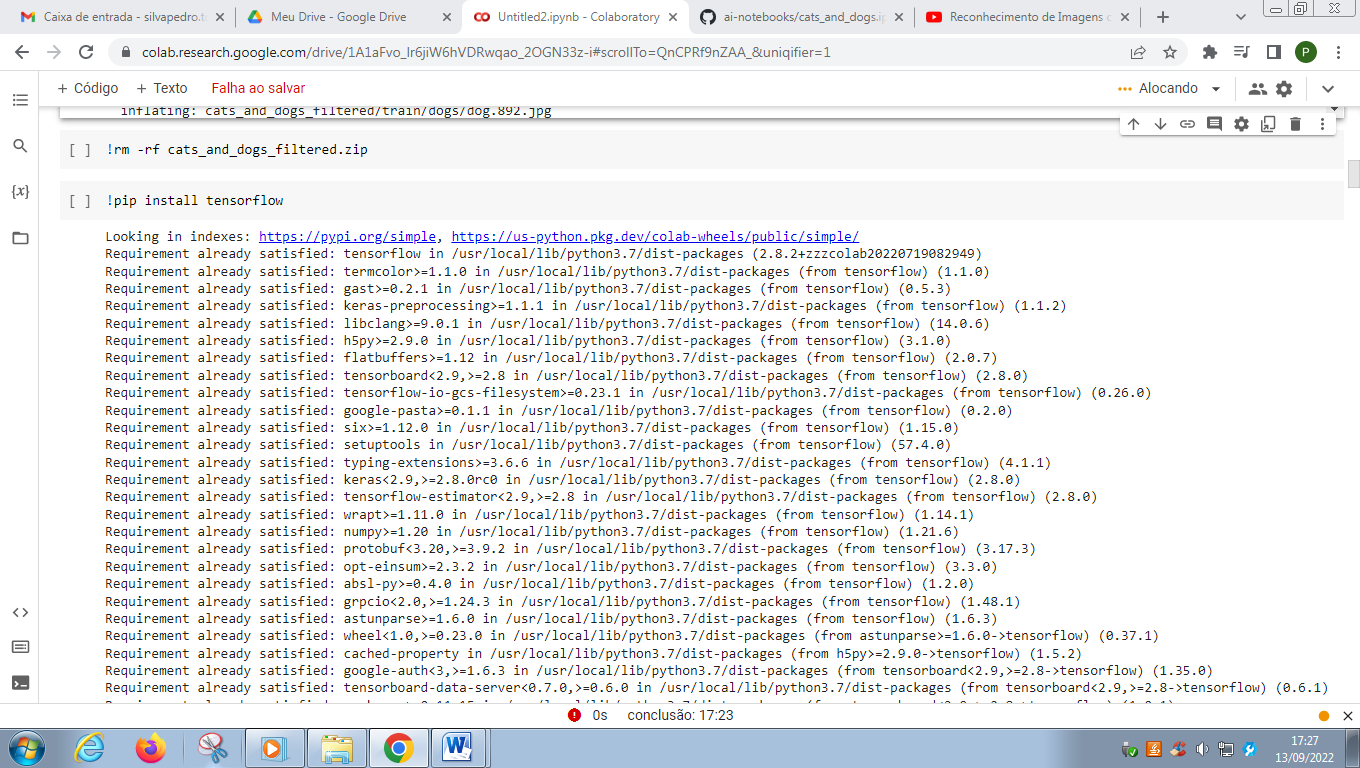 Caixa de entrada - silvapedro.t
Meu Drive - Google Drive
Untitled2.ipynb - Colaboratory
ai-notebooks/cats_and_dogs.ip
Reconhecimento de Imagens c
colab.research.google.com/drive/1A1aFvo_Ir6jiW6hVDRwqao_2OGN33z-i#scrollTo=QnCPRf9nZAA_&uniqifier=1
P
+ Código + Texto Falha ao salvar
Alocando
inflating: cats_and_dogs_filtered/train/dogs/dog.892.jpg
[ ] !rm -rf cats_and_dogs_filtered.zip
{x}
[ ] !pip install tensorflow
Looking in indexes: https://pypi.org/simple, https://us-python.pkg.dev/colab-wheels/public/simple/
Requirement already satisfied: tensorflow in /usr/local/lib/python3.7/dist-packages (2.8.2+zzzcolab20220719082949)
Requirement already satisfied: termcolor>=1.1.0 in /usr/local/lib/python3.7/dist-packages (from tensorflow) (1.1.0)
Requirement already satisfied: gast>=0.2.1 in /usr/local/lib/python3.7/dist-packages (from tensorflow) (0.5.3)
Requirement already satisfied: keras-preprocessing>=1.1.1 in /usr/local/lib/python3.7/dist-packages (from tensorflow) (1.1.2)
Requirement already satisfied: libclang>=9.0.1 in /usr/local/lib/python3.7/dist-packages (from tensorflow) (14.0.6)
Requirement already satisfied: h5py>=2.9.0 in /usr/local/lib/python3.7/dist-packages (from tensorflow) (3.1.0)
Requirement already satisfied: flatbuffers>=1.12 in /usr/local/lib/python3.7/dist-packages (from tensorflow) (2.0.7)
Requirement already satisfied: tensorboard<2.9,>=2.8 in /usr/local/lib/python3.7/dist-packages (from tensorflow) (2.8.0)
Requirement already satisfied: tensorflow-io-gcs-filesystem>=0.23.1 in /usr/local/lib/python3.7/dist-packages (from tensorflow) (0.26.0)
Requirement already satisfied: google-pasta>=0.1.1 in /usr/local/lib/python3.7/dist-packages (from tensorflow) (0.2.0)
Requirement already satisfied: six>=1.12.0 in /usr/local/lib/python3.7/dist-packages (from tensorflow) (1.15.0)
Requirement already satisfied: setuptools in /usr/local/lib/python3.7/dist-packages (from tensorflow) (57.4.0)
Requirement already satisfied: typing-extensions>=3.6.6 in /usr/local/lib/python3.7/dist-packages (from tensorflow) (4.1.1)
Requirement already satisfied: keras<2.9,>=2.8.0rc0 in /usr/local/lib/python3.7/dist-packages (from tensorflow) (2.8.0)
Requirement already satisfied: tensorflow-estimator<2.9,>=2.8 in /usr/local/lib/python3.7/dist-packages (from tensorflow) (2.8.0)
Requirement already satisfied: wrapt>=1.11.0 in /usr/local/lib/python3.7/dist-packages (from tensorflow) (1.14.1)
Requirement already satisfied: numpy>=1.20 in /usr/local/lib/python3.7/dist-packages (from tensorflow) (1.21.6)
Requirement already satisfied: protobuf<3.20,>=3.9.2 in /usr/local/lib/python3.7/dist-packages (from tensorflow) (3.17.3)
Requirement already satisfied: opt-einsum>=2.3.2 in /usr/local/lib/python3.7/dist-packages (from tensorflow) (3.3.0)
Requirement already satisfied: absl-py>=0.4.0 in /usr/local/lib/python3.7/dist-packages (from tensorflow) (1.2.0)
Requirement already satisfied: grpcio<2.0,>=1.24.3 in /usr/local/lib/python3.7/dist-packages (from tensorflow) (1.48.1)
Requirement already satisfied: astunparse>=1.6.0 in /usr/local/lib/python3.7/dist-packages (from tensorflow) (1.6.3)
Requirement already satisfied: wheel<1.0,>=0.23.0 in /usr/local/lib/python3.7/dist-packages (from astunparse>=1.6.0->tensorflow) (0.37.1)
Requirement already satisfied: cached-property in /usr/local/lib/python3.7/dist-packages (from h5py>=2.9.0->tensorflow) (1.5.2)
Requirement already satisfied: google-auth<3,>=1.6.3 in /usr/local/lib/python3.7/dist-packages (from tensorboard<2.9,>=2.8->tensorflow) (1.35.0)
Requirement already satisfied: tensorboard-data-server<0.7.0,>=0.6.0 in /usr/local/lib/python3.7/dist-packages (from tensorboard<2.9,>=2.8->tensorflow) (0.6.1)
0s conclusão: 17:23
17:27
13/09/2022